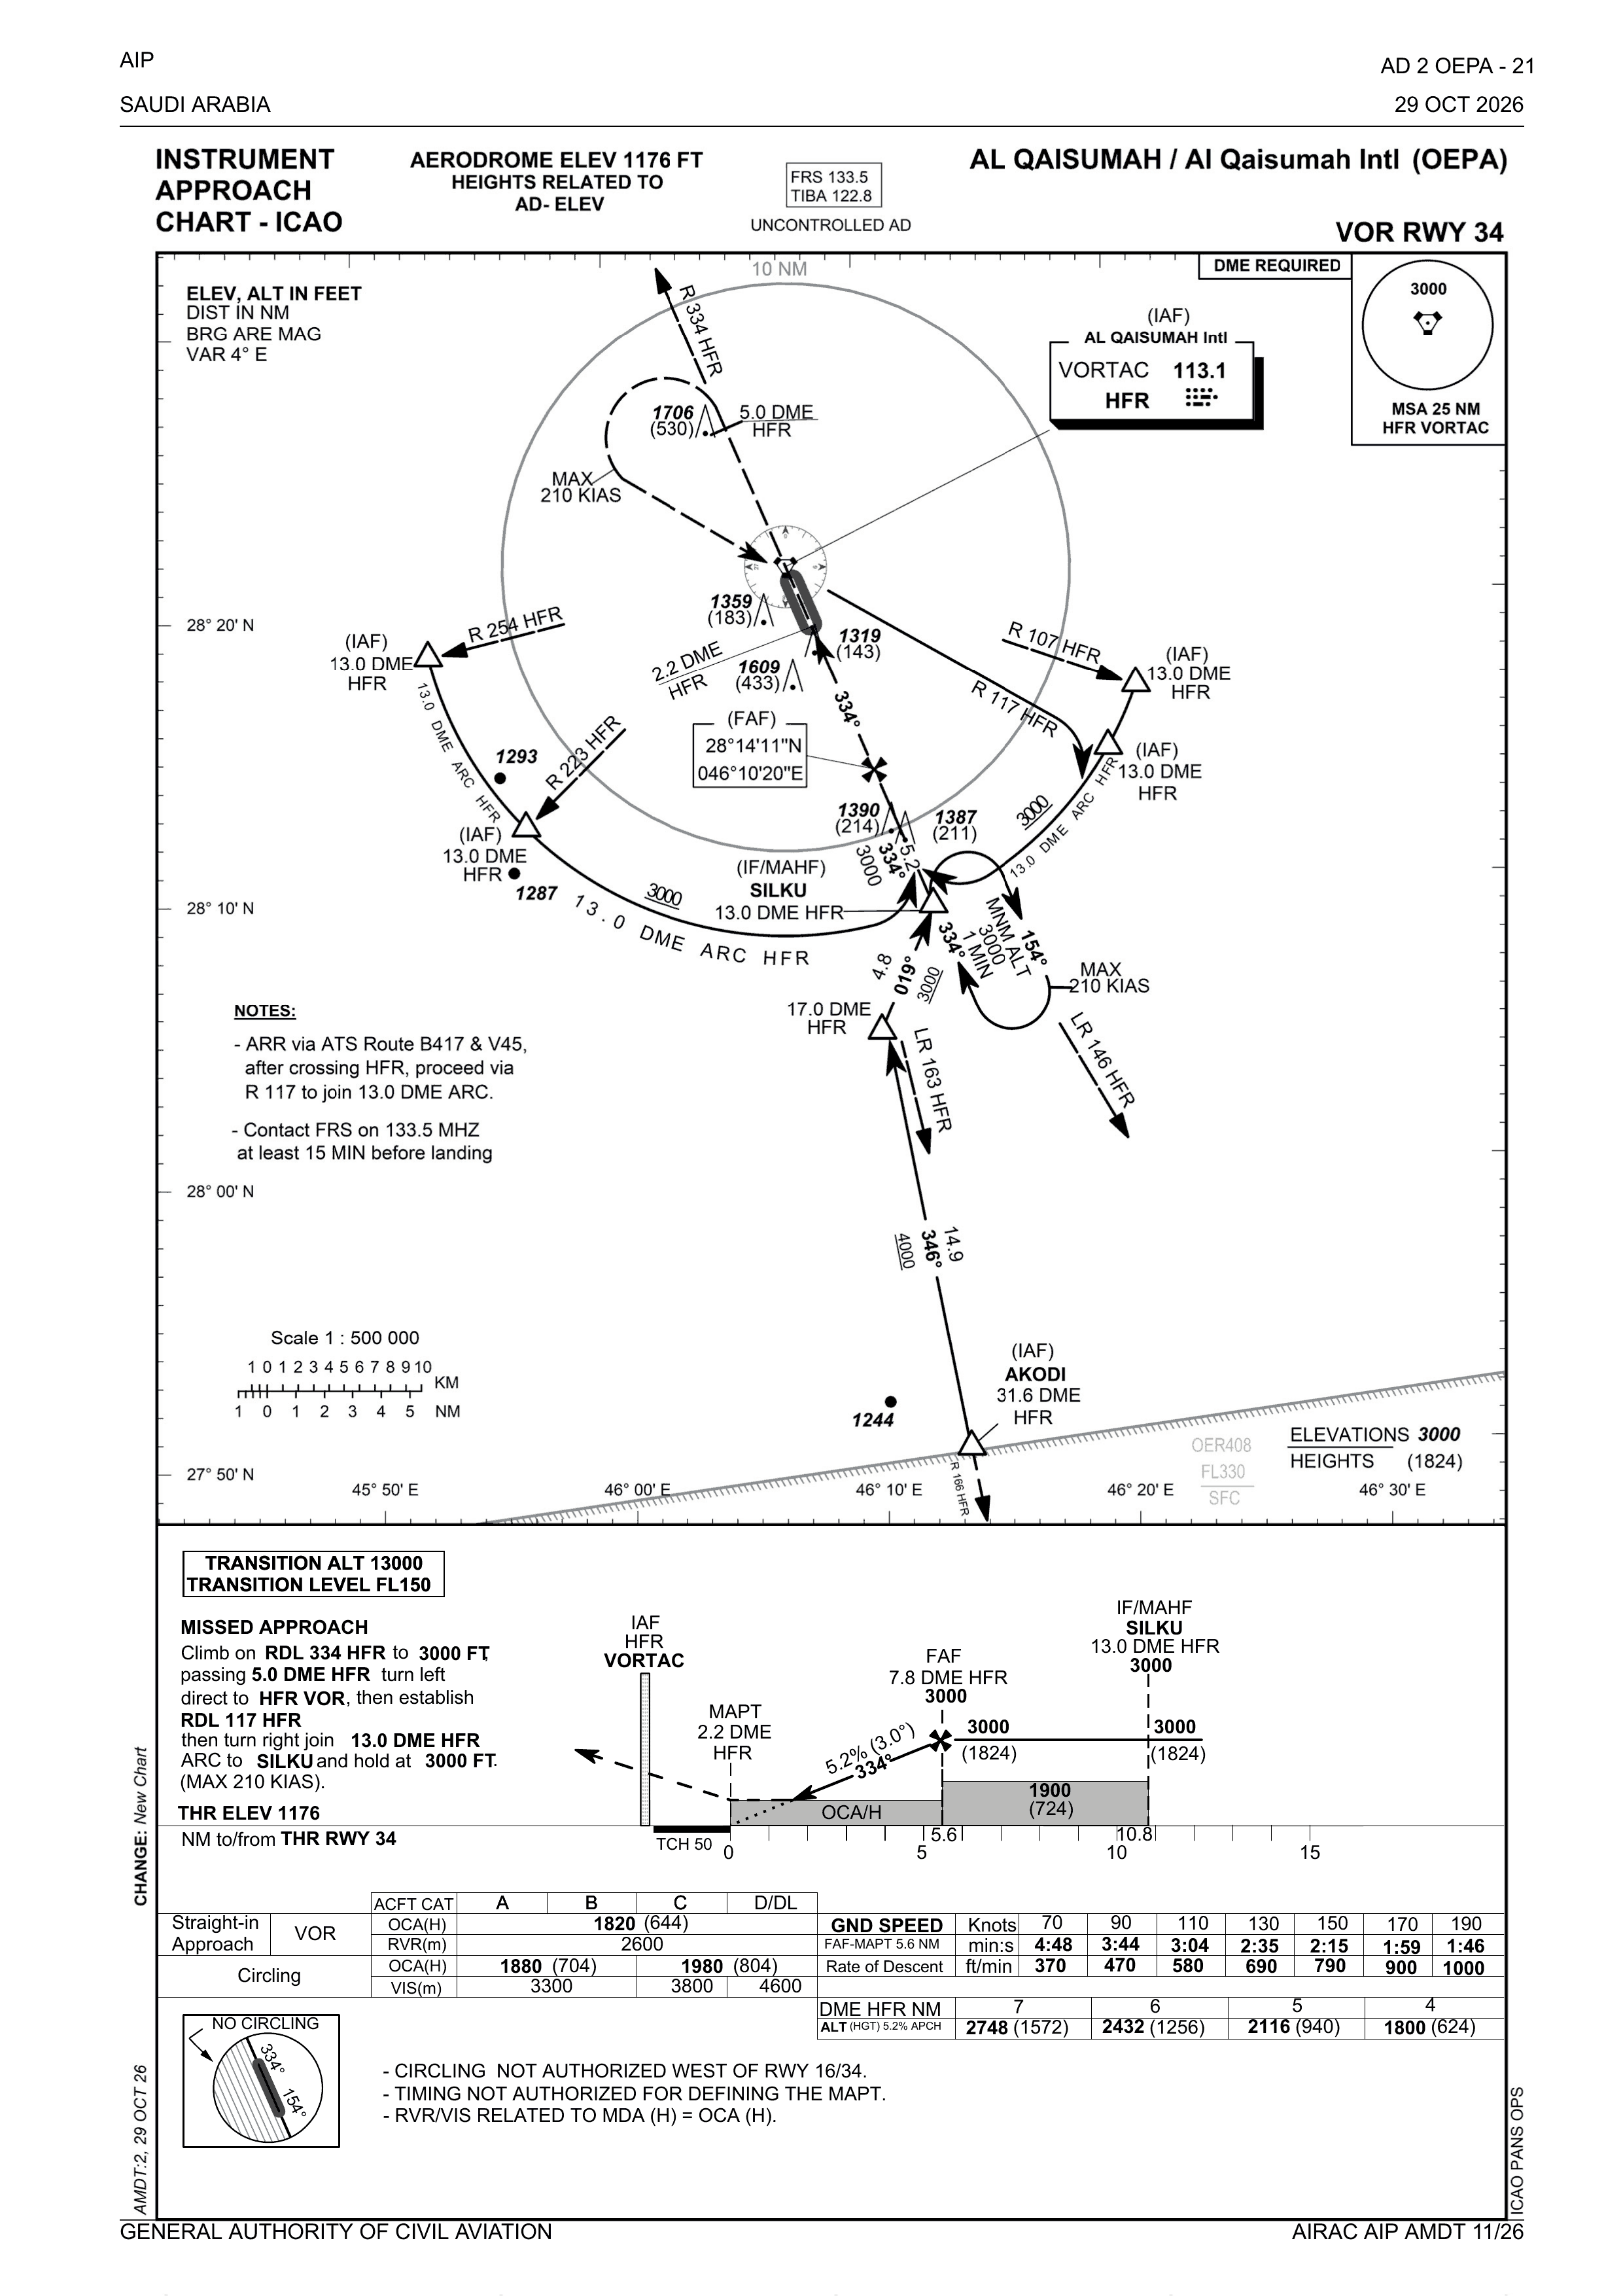 AIP
AD 2 OEPA - 21
SAUDI ARABIA
29 OCT 2026
INSTRUMENT
APPROACH
CHART - ICAO
AERODROME ELEV 1176 FT
HEIGHTS RELATED TO
AD- ELEV
FRS 133.5
TIBA 122.8
UNCONTROLLED AD
AL QAISUMAH / Al Qaisumah Intl (OEPA)
VOR RWY 34
ELEV, ALT IN FEET
DIST IN NM
BRG ARE MAG
VAR 4° E
10 NM
DME REQUIRED
3000
MSA 25 NM
HFR VORTAC
(IAF)
AL QAISUMAH Intl
VORTAC 113.1
HFR
R 334 HFR
1706
(530)
5.0 DME
HFR
MAX
210 KIAS
1359
(183)
1319
(143)
2.2 DME
HFR
1609
(433)
334°
28° 20' N
(IAF)
13.0 DME
HFR
R 254 HFR
R 107 HFR
(IAF)
13.0 DME
HFR
R 117 HFR
(IAF)
13.0 DME
HFR
(FAF)
28°14'11"N
046°10'20"E
13.0 DME ARC HFR
1293
R 223 HFR
(IAF)
13.0 DME
HFR
1287
1390
(214)
1387
(211)
3000
13.0 DME ARC HFR
5.2
334°
3000
(IF/MAHF)
SILKU
13.0 DME HFR
28° 10' N
3000
13.0 DME ARC HFR
334°
1 MIN
3000
MNM ALT
154°
MAX
210 KIAS
4.8
019°
3000
17.0 DME
HFR
LR 163 HFR
LR 146 HFR
NOTES:
- ARR via ATS Route B417 & V45,
after crossing HFR, proceed via
R 117 to join 13.0 DME ARC.
- Contact FRS on 133.5 MHZ
at least 15 MIN before landing
28° 00' N
14.9
346°
4000
Scale 1 : 500 000
1 0 1 2 3 4 5 6 7 8 9 10
KM
1 0 1 2 3 4 5 NM
(IAF)
AKODI
31.6 DME
HFR
1244
R 166 HFR
OER408
FL330
SFC
ELEVATIONS 3000
HEIGHTS (1824)
27° 50' N
45° 50' E
46° 00' E
46° 10' E
46° 20' E
46° 30' E
TRANSITION ALT 13000
TRANSITION LEVEL FL150
MISSED APPROACH
Climb on RDL 334 HFR to 3000 FT,
passing 5.0 DME HFR turn left
direct to HFR VOR, then establish
RDL 117 HFR
then turn right join 13.0 DME HFR
ARC to SILKU and hold at 3000 FT.
(MAX 210 KIAS).
THR ELEV 1176
NM to/from THR RWY 34
IAF
HFR
VORTAC
MAPT
2.2 DME
HFR
FAF
7.8 DME HFR
3000
IF/MAHF
SILKU
13.0 DME HFR
3000
5.2% (3.0°)
334°
3000
(1824)
3000
(1824)
OCA/H
1900
(724)
TCH 50
5.6
10.8
0 5 10 15
ACFT CAT A B C D/DL
Straight-in
Approach
VOR
OCA(H) 1820 (644)
RVR(m) 2600
Circling
OCA(H) 1880 (704) 1980 (804)
VIS(m) 3300 3800 4600
GND SPEED Knots 70 90 110 130 150 170 190
FAF-MAPT 5.6 NM min:s 4:48 3:44 3:04 2:35 2:15 1:59 1:46
Rate of Descent ft/min 370 470 580 690 790 900 1000
DME HFR NM 7 6 5 4
ALT (HGT) 5.2% APCH 2748 (1572) 2432 (1256) 2116 (940) 1800 (624)
NO CIRCLING
334°
154°
- CIRCLING NOT AUTHORIZED WEST OF RWY 16/34.
- TIMING NOT AUTHORIZED FOR DEFINING THE MAPT.
- RVR/VIS RELATED TO MDA (H) = OCA (H).
CHANGE: New Chart
AMDT:2, 29 OCT 26
ICAO PANS OPS
GENERAL AUTHORITY OF CIVIL AVIATION
AIRAC AIP AMDT 11/26